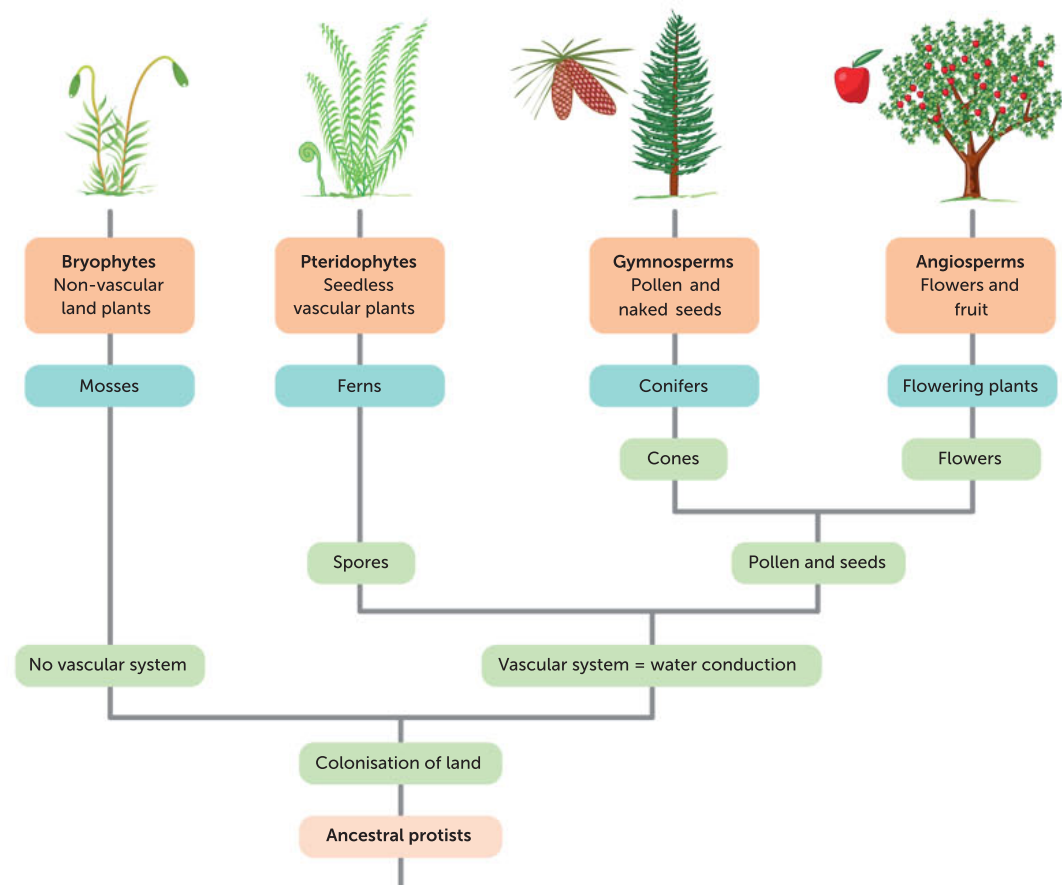 Bryophytes
Non-vascular
land plants
Pteridophytes
Seedless
vascular plants
Gymnosperms
Pollen and
naked seeds
Angiosperms
Flowers and
fruit
Mosses
Ferns
Conifers
Flowering plants
Cones
Flowers
Spores
Pollen and seeds
No vascular system
Vascular system = water conduction
Colonisation of land
Ancestral protists